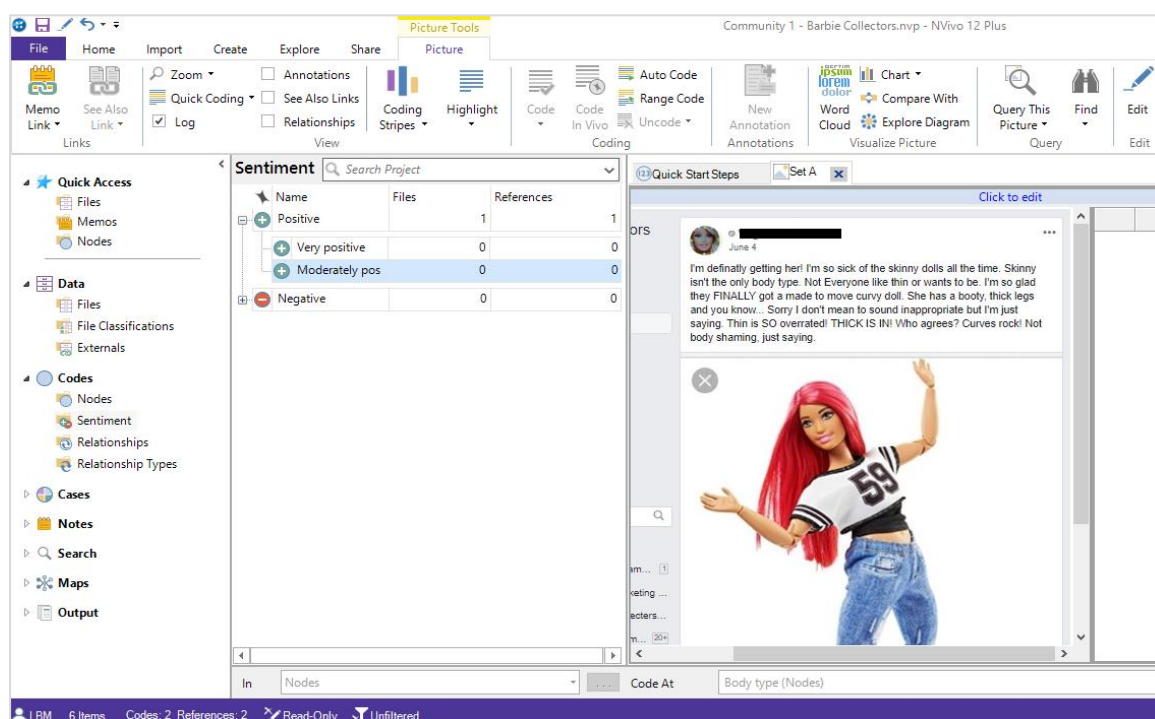 Picture Tools
Community 1 - Barbie Collectors.nvp - NVivo 12 Plus
File Home Import Create Explore Share Picture
Memo Link
See Also Link
Links
Zoom
Quick Coding
Log
Annotations
See Also Links
Relationships
View
Coding Stripes
Highlight
Code
Code In Vivo
Auto Code
Range Code
Uncode
Coding
New Annotation
Annotations
Word Cloud
Chart
Compare With
Explore Diagram
Visualize Picture
Query This Picture
Find
Query
Edit
Edit
Quick Access
Files
Memos
Nodes
Data
Files
File Classifications
Externals
Codes
Nodes
Sentiment
Relationships
Relationship Types
Cases
Notes
Search
Maps
Output
Sentiment Search Project
Name Files References
Positive 1 1
Very positive 0 0
Moderately pos 0 0
Negative 0 0
Quick Start Steps Set A
Click to edit
ors
June 4
I'm definatly getting her! I'm so sick of the skinny dolls all the time. Skinny
isn't the only body type. Not Everyone like thin or wants to be. I'm so glad
they FINALLY got a made to move curvy doll. She has a booty, thick legs
and you know... Sorry I don't mean to sound inappropriate but I'm just
saying. Thin is SO overrated! THICK IS IN! Who agrees? Curves rock! Not
body shaming, just saying.
59
am... 1
keting ...
ecters...
m... 20+
In Nodes ... Code At Body type (Nodes)
LBM 6 Items Codes: 2 References: 2 Read-Only Unfiltered